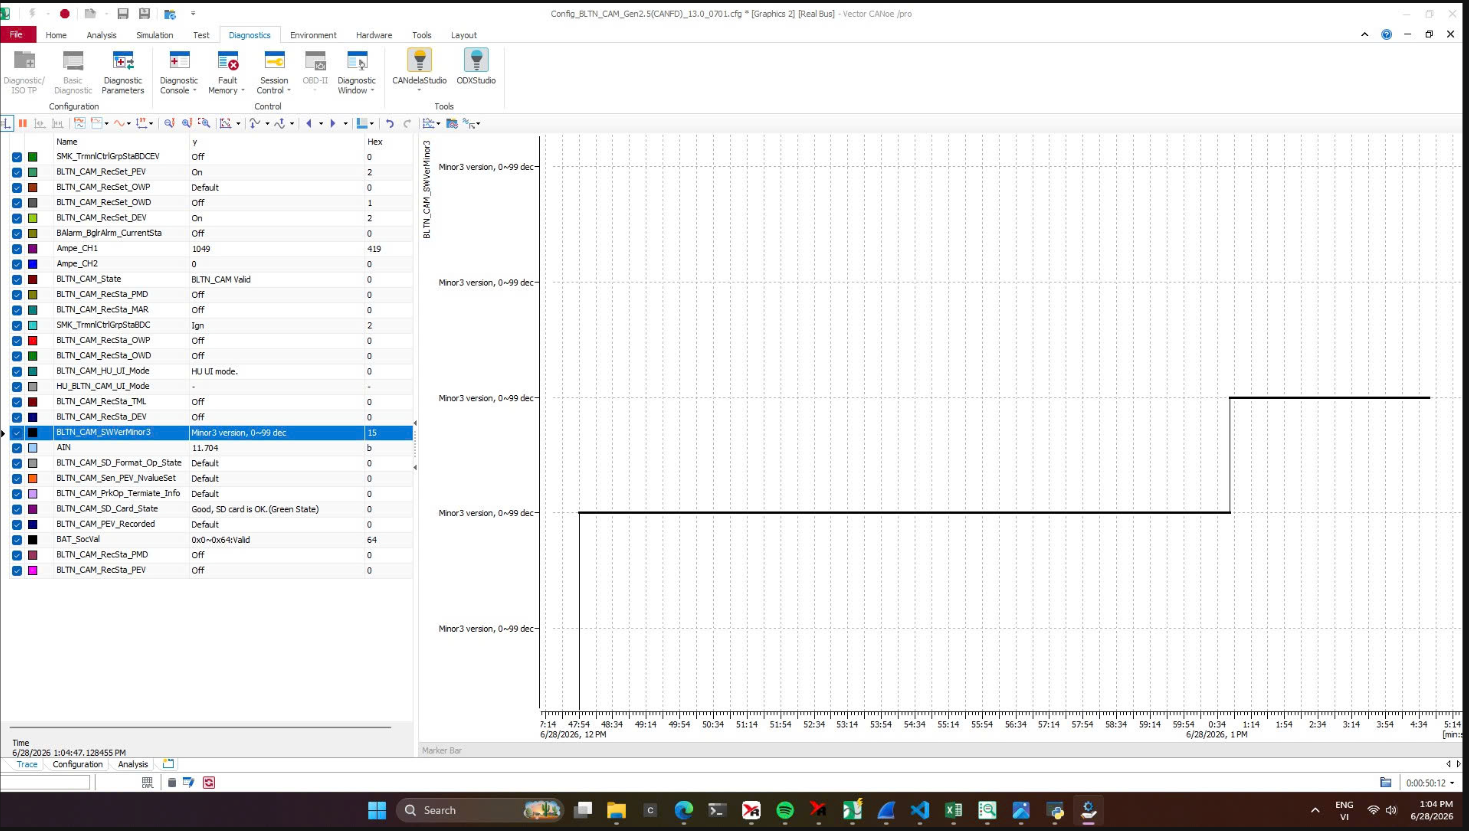 Config_BLTN_CAM_Gen2.5(CANFD)_13.0_0701.cfg * [Graphics 2] [Real Bus] - Vector CANoe /pro
File Home Analysis Simulation Test Diagnostics Environment Hardware Tools Layout
Diagnostic/ ISO TP
Basic Diagnostic
Diagnostic Parameters
Diagnostic Console
Fault Memory
Session Control
OBD-II
Diagnostic Window
CANdelaStudio
ODXStudio
Configuration Control Tools
Name y Hex
SMK_TrmnlCtrlGrpStaBDCEV Off 0
BLTN_CAM_RecSet_PEV On 2
BLTN_CAM_RecSet_OWP Default 0
BLTN_CAM_RecSet_OWD Off 1
BLTN_CAM_RecSet_DEV On 2
BAlarm_BglrAlrm_CurrentSta Off 0
Ampe_CH1 1049 419
Ampe_CH2 0 0
BLTN_CAM_State BLTN_CAM Valid 0
BLTN_CAM_RecSta_PMD Off 0
BLTN_CAM_RecSta_MAR Off 0
SMK_TrmnlCtrlGrpStaBDC Ign 2
BLTN_CAM_RecSta_OWP Off 0
BLTN_CAM_RecSta_OWD Off 0
BLTN_CAM_HU_UI_Mode HU UI mode. 0
HU_BLTN_CAM_UI_Mode - -
BLTN_CAM_RecSta_TML Off 0
BLTN_CAM_RecSta_DEV Off 0
BLTN_CAM_SWVerMinor3 Minor3 version, 0~99 dec 15
AIN 11.704 b
BLTN_CAM_SD_Format_Op_State Default 0
BLTN_CAM_Sen_PEV_NvalueSet Default 0
BLTN_CAM_PrkOp_Termiate_Info Default 0
BLTN_CAM_SD_Card_State Good, SD card is OK.(Green State) 0
BLTN_CAM_PEV_Recorded Default 0
BAT_SocVal 0x0~0x64:Valid 64
BLTN_CAM_RecSta_PMD Off 0
BLTN_CAM_RecSta_PEV Off 0
BLTN_CAM_SWVerMinor3
Minor3 version, 0~99 dec
Minor3 version, 0~99 dec
Minor3 version, 0~99 dec
Minor3 version, 0~99 dec
Minor3 version, 0~99 dec
7:14 47:54 48:34 49:14 49:54 50:34 51:14 51:54 52:34 53:14 53:54 54:34 55:14 55:54 56:34 57:14 57:54 58:34 59:14 59:54 0:34 1:14 1:54 2:34 3:14 3:54 4:34 5:14
6/28/2026, 12 PM 6/28/2026, 1 PM
Time
6/28/2026 1:04:47.128455 PM
Marker Bar
Trace Configuration Analysis
CAPL
0:00:50:12
Search
ENG
VI
1:04 PM
6/28/2026